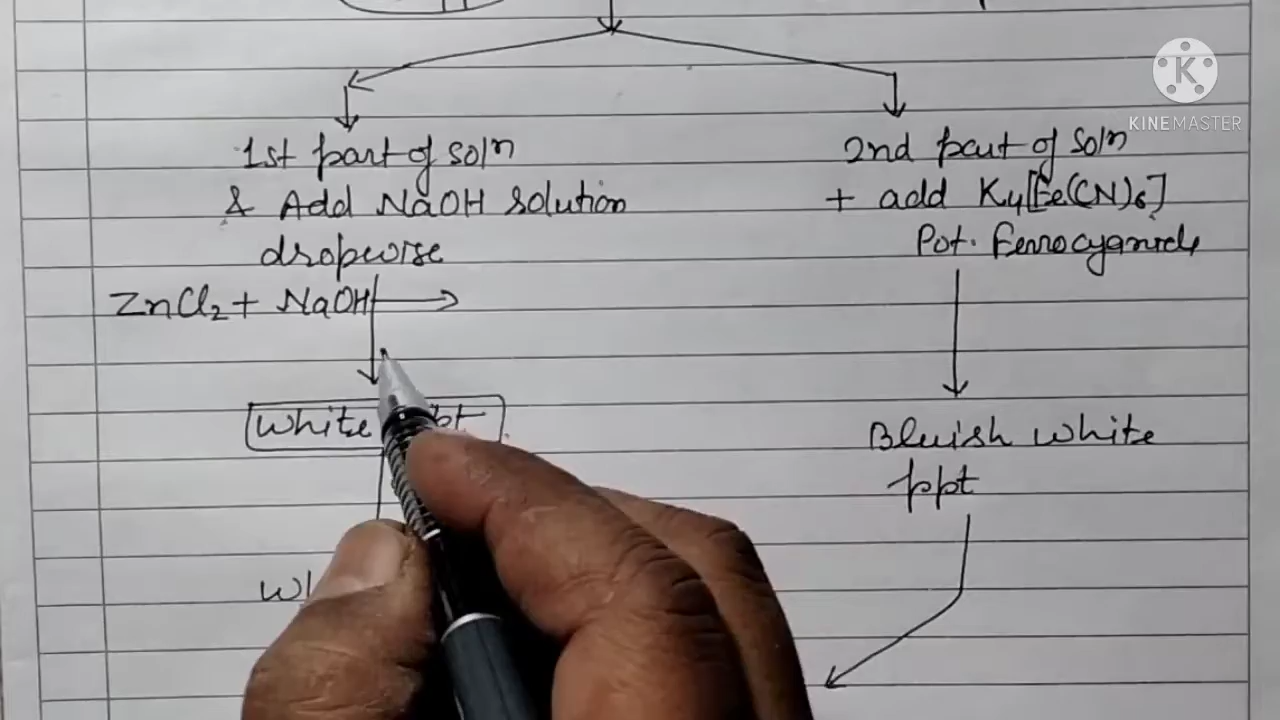 1st part of soln
& Add NaOH solution
dropwise
ZnCl2 + NaOH →
White ppt
2nd part of soln
+ add K4[Fe(CN)6]
Pot. Ferrocyanide
Bluish white
ppt
KINEMASTER